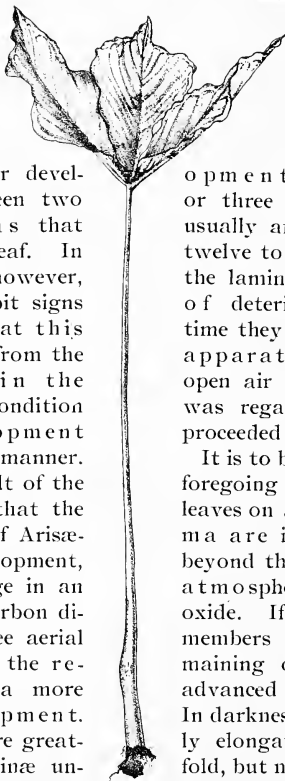 r devel- opment
een two or three
s that usually ar
eaf. In twelve to
however, the lamin
bit signs of deteri
at this time they
from the apparat
in the open air
ondition was rega
opment proceeded
manner. It is to b
lt of the foregoing
that the leaves on
of Arisæ- ma are i
lopment, beyond th
ge in an atmosphe
rbon di- oxide. If
ee aerial members
the re- maining o
a more advanced
pment. In darknes
re great- ly elonga
inæ un- fold, but n